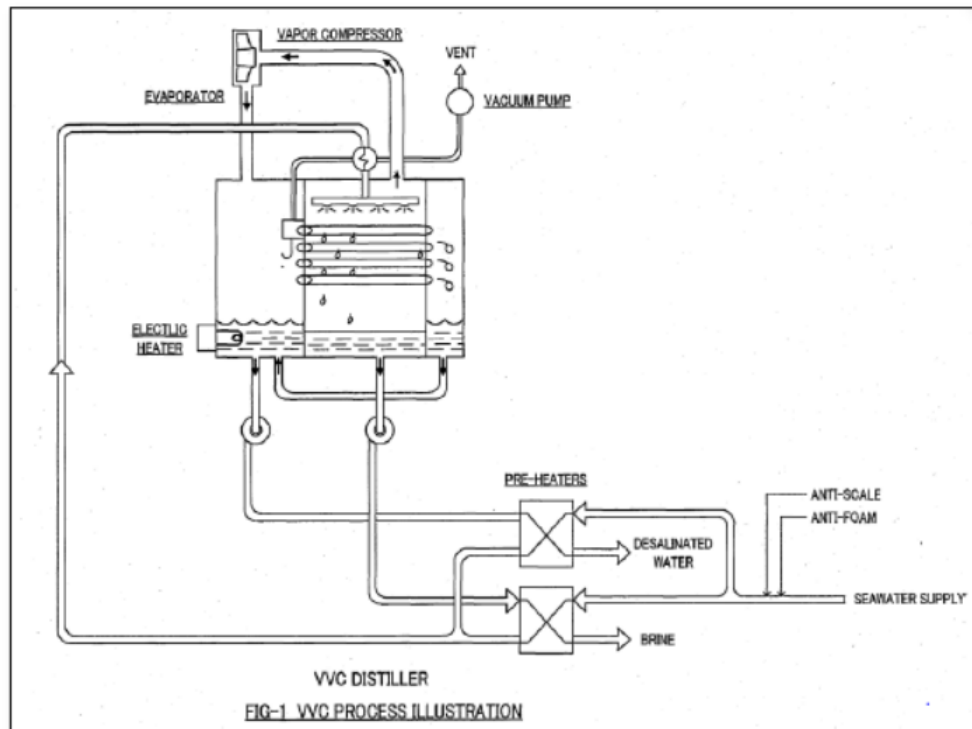 VAPOR COMPRESSOR
VENT
VACUUM PUMP
EVAPORATOR
ELECTLIC
HEATER
PRE-HEATERS
ANTI-SCALE
ANTI-FOAM
DESALINATED
WATER
SEAWATER SUPPLY
BRINE
VVC DISTILLER
FIG-1 VVC PROCESS ILLUSTRATION